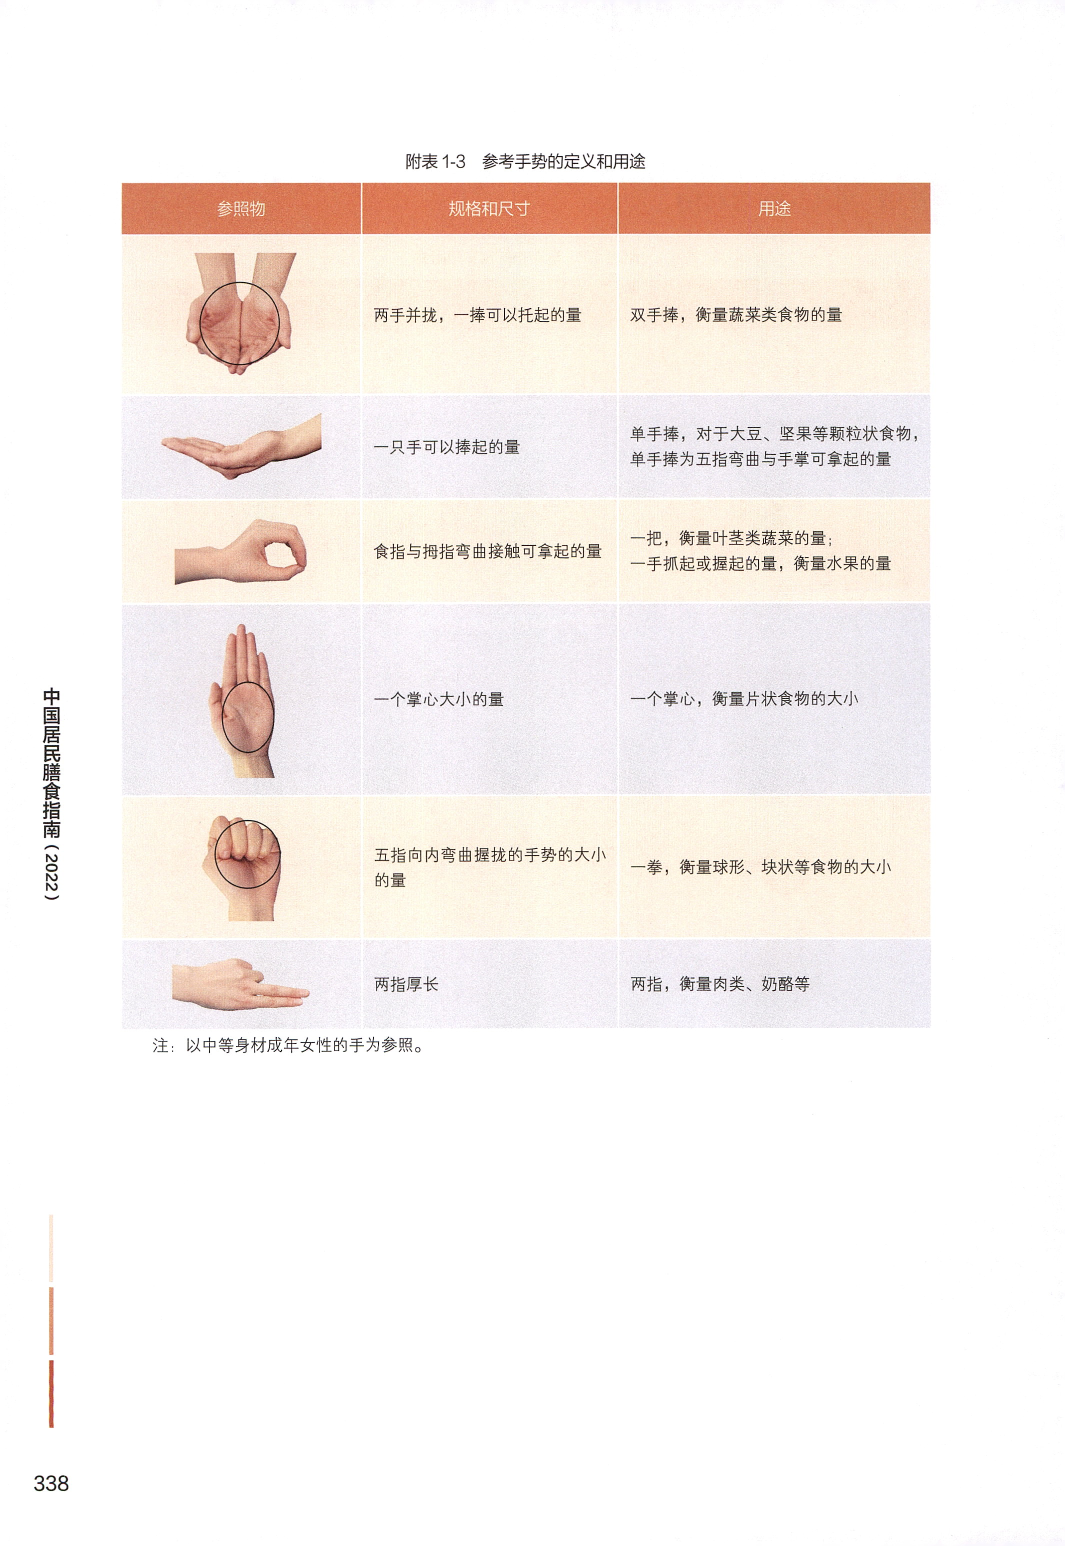 附表 1-3 参考手势的定义和用途
参照物 规格和尺寸 用途
两手并拢，一捧可以托起的量 双手捧，衡量蔬菜类食物的量
一只手可以捧起的量
单手捧，对于大豆、坚果等颗粒状食物，
单手捧为五指弯曲与手掌可拿起的量
食指与拇指弯曲接触可拿起的量
一把，衡量叶茎类蔬菜的量；
一手抓起或握起的量，衡量水果的量
一个掌心大小的量 一个掌心，衡量片状食物的大小
五指向内弯曲握拢的手势的大小
的量
一拳，衡量球形、块状等食物的大小
两指厚长 两指，衡量肉类、奶酪等
注：以中等身材成年女性的手为参照。
中国居民膳食指南（2022）
338